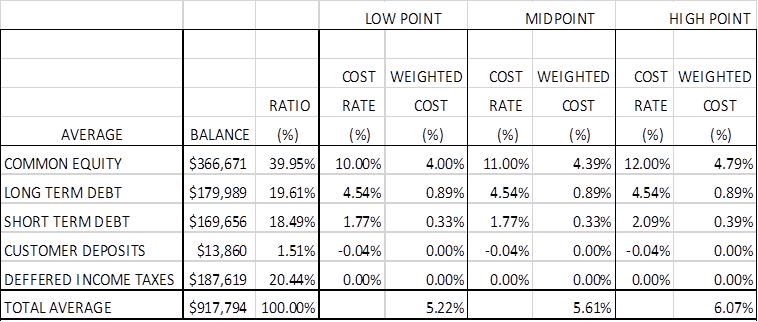 LOW POINT MIDPOINT HIGH POINT
COST WEIGHTED COST WEIGHTED COST WEIGHTED
RATIO RATE COST RATE COST RATE COST
AVERAGE BALANCE (%) (%) (%) (%) (%) (%) (%)
COMMON EQUITY $366,671 39.95% 10.00% 4.00% 11.00% 4.39% 12.00% 4.79%
LONG TERM DEBT $179,989 19.61% 4.54% 0.89% 4.54% 0.89% 4.54% 0.89%
SHORT TERM DEBT $169,656 18.49% 1.77% 0.33% 1.77% 0.33% 2.09% 0.39%
CUSTOMER DEPOSITS $13,860 1.51% -0.04% 0.00% -0.04% 0.00% -0.04% 0.00%
DEFFERED INCOME TAXES $187,619 20.44% 0.00% 0.00% 0.00% 0.00% 0.00% 0.00%
TOTAL AVERAGE $917,794 100.00% 5.22% 5.61% 6.07%